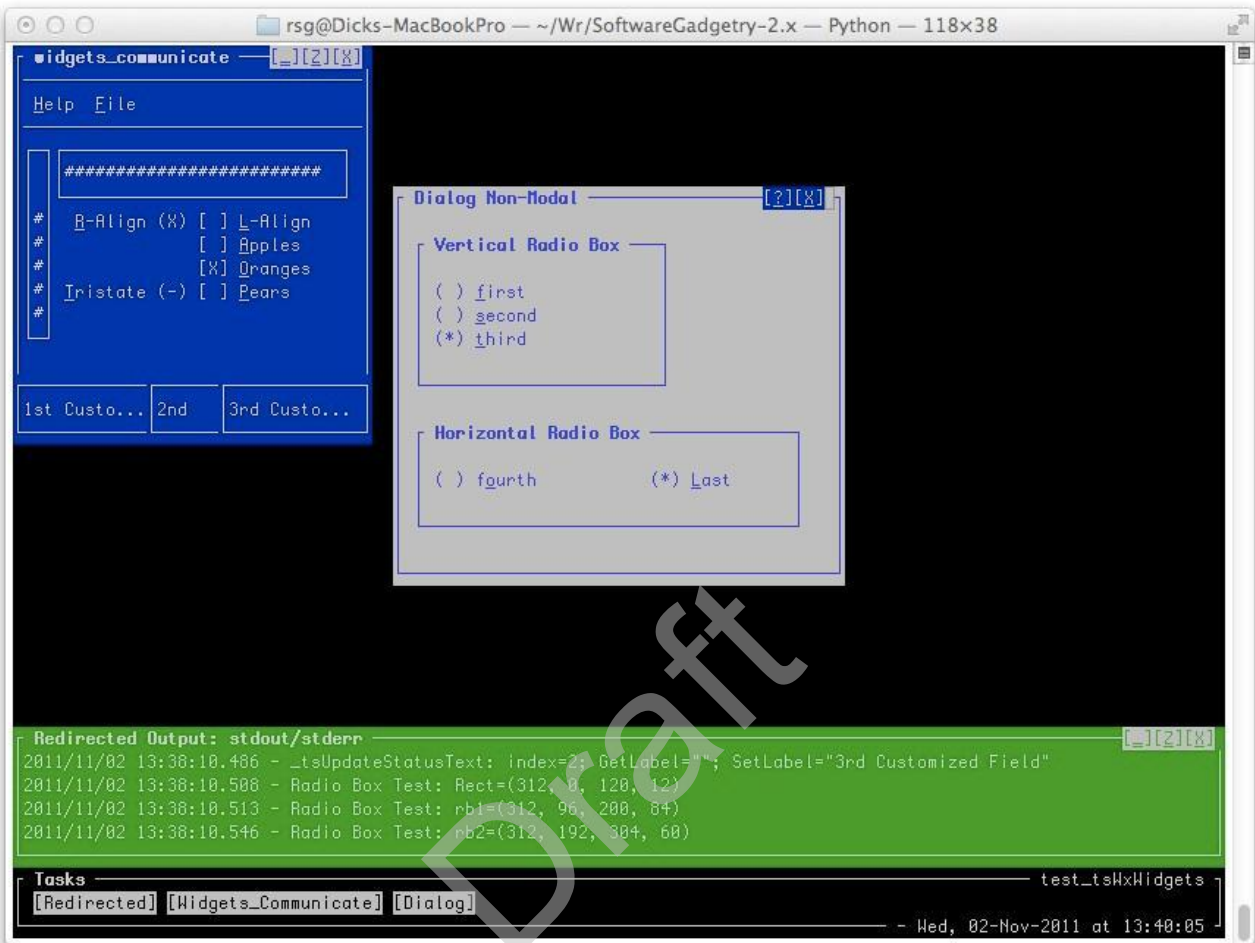 rsg@Dicks-MacBookPro — ~/Wr/SoftwareGadgetry-2.x — Python — 118×38
widgets_communicate [_][Z][X]
Help File
#########################
# R-Align (X) [ ] L-Align
# [ ] Apples
# [X] Oranges
# Tristate (-) [ ] Pears
#
1st Custo... 2nd 3rd Custo...
Dialog Non-Modal [?][X]
Vertical Radio Box
( ) first
( ) second
(*) third
Horizontal Radio Box
( ) fourth (*) Last
Redirected Output: stdout/stderr [_][Z][X]
2011/11/02 13:38:10.486 - _tsUpdateStatusText: index=2; GetLabel=""; SetLabel="3rd Customized Field"
2011/11/02 13:38:10.508 - Radio Box Test: Rect=(312, 0, 120, 12)
2011/11/02 13:38:10.513 - Radio Box Test: rb1=(312, 96, 200, 84)
2011/11/02 13:38:10.546 - Radio Box Test: rb2=(312, 192, 304, 60)
Tasks test_tsWxWidgets
[Redirected] [Widgets_Communicate] [Dialog]
- Wed, 02-Nov-2011 at 13:40:05
Draft